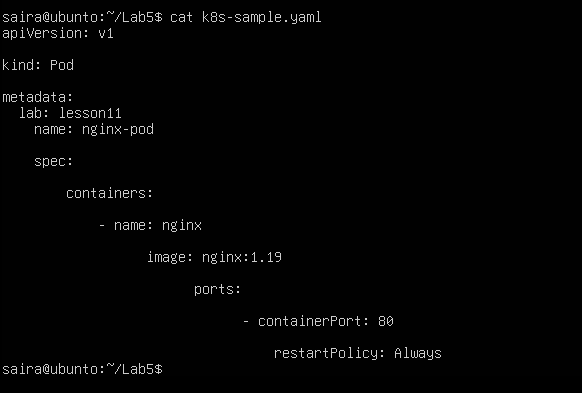 saira@ubunto:~/Lab5$ cat k8s-sample.yaml
apiVersion: v1
kind: Pod
metadata:
  lab: lesson11
    name: nginx-pod
    spec:
        containers:
            - name: nginx
                  image: nginx:1.19
                        ports:
                              - containerPort: 80
                                  restartPolicy: Always
saira@ubunto:~/Lab5$